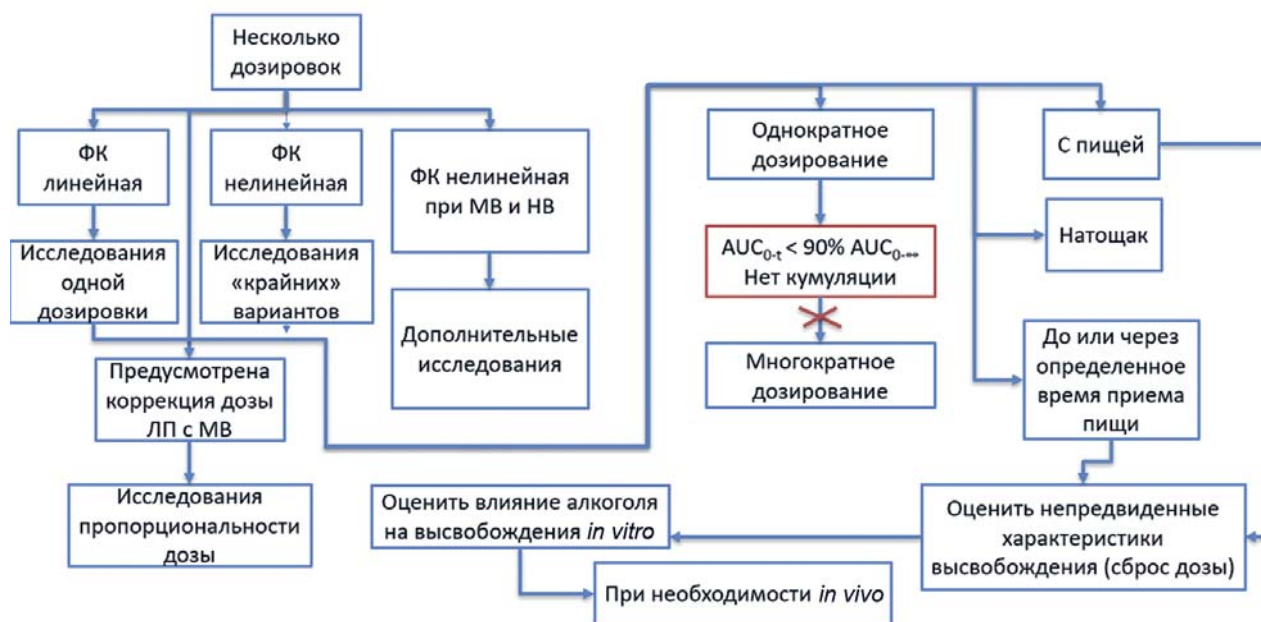 Несколько
дозировок
ФК
линейная
ФК
нелинейная
ФК нелинейная
при МВ и НВ
Исследования
одной
дозировки
Исследования
«крайних»
вариантов
Дополнительные
исследования
Предусмотрена
коррекция дозы
ЛП с МВ
Исследования
пропорциональности
дозы
Однократное
дозирование
AUC0-t < 90% AUC0-∞
Нет кумуляции
Многократное
дозирование
С пищей
Натощак
До или через
определенное
время приема
пищи
Оценить непредвиденные
характеристики
высвобождения (сброс дозы)
Оценить влияние алкоголя
на высвобождения in vitro
При необходимости in vivo